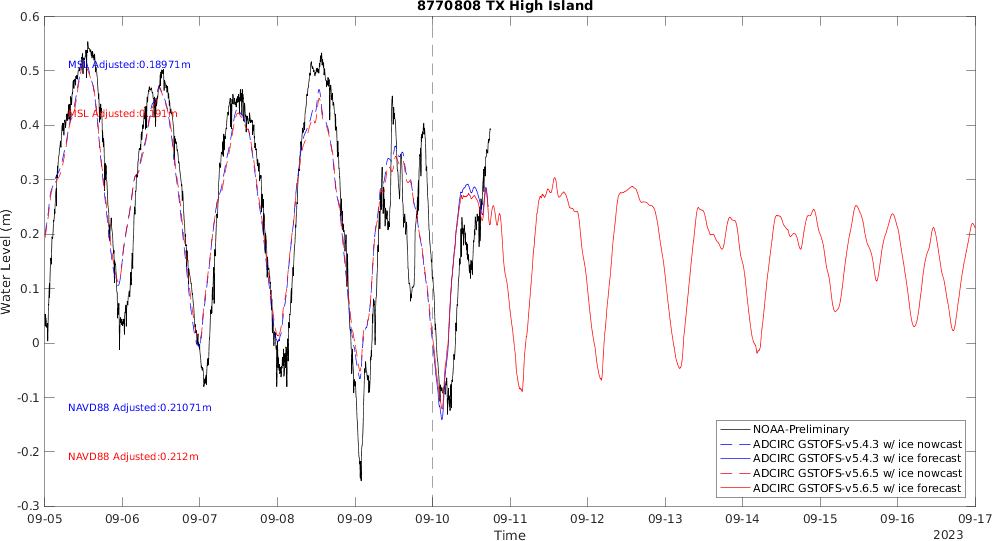 8770808 TX High Island
0.6
0.5
0.4
0.3
0.2
0.1
0
-0.1
-0.2
-0.3
Water Level (m)
MSL Adjusted:0.18971m
MSL Adjusted:0.191m
NAVD88 Adjusted:0.21071m
NAVD88 Adjusted:0.212m
NOAA-Preliminary
ADCIRC GSTOFS-v5.4.3 w/ ice nowcast
ADCIRC GSTOFS-v5.4.3 w/ ice forecast
ADCIRC GSTOFS-v5.6.5 w/ ice nowcast
ADCIRC GSTOFS-v5.6.5 w/ ice forecast
09-05 09-06 09-07 09-08 09-09 09-10 09-11 09-12 09-13 09-14 09-15 09-16 09-17
Time
2023